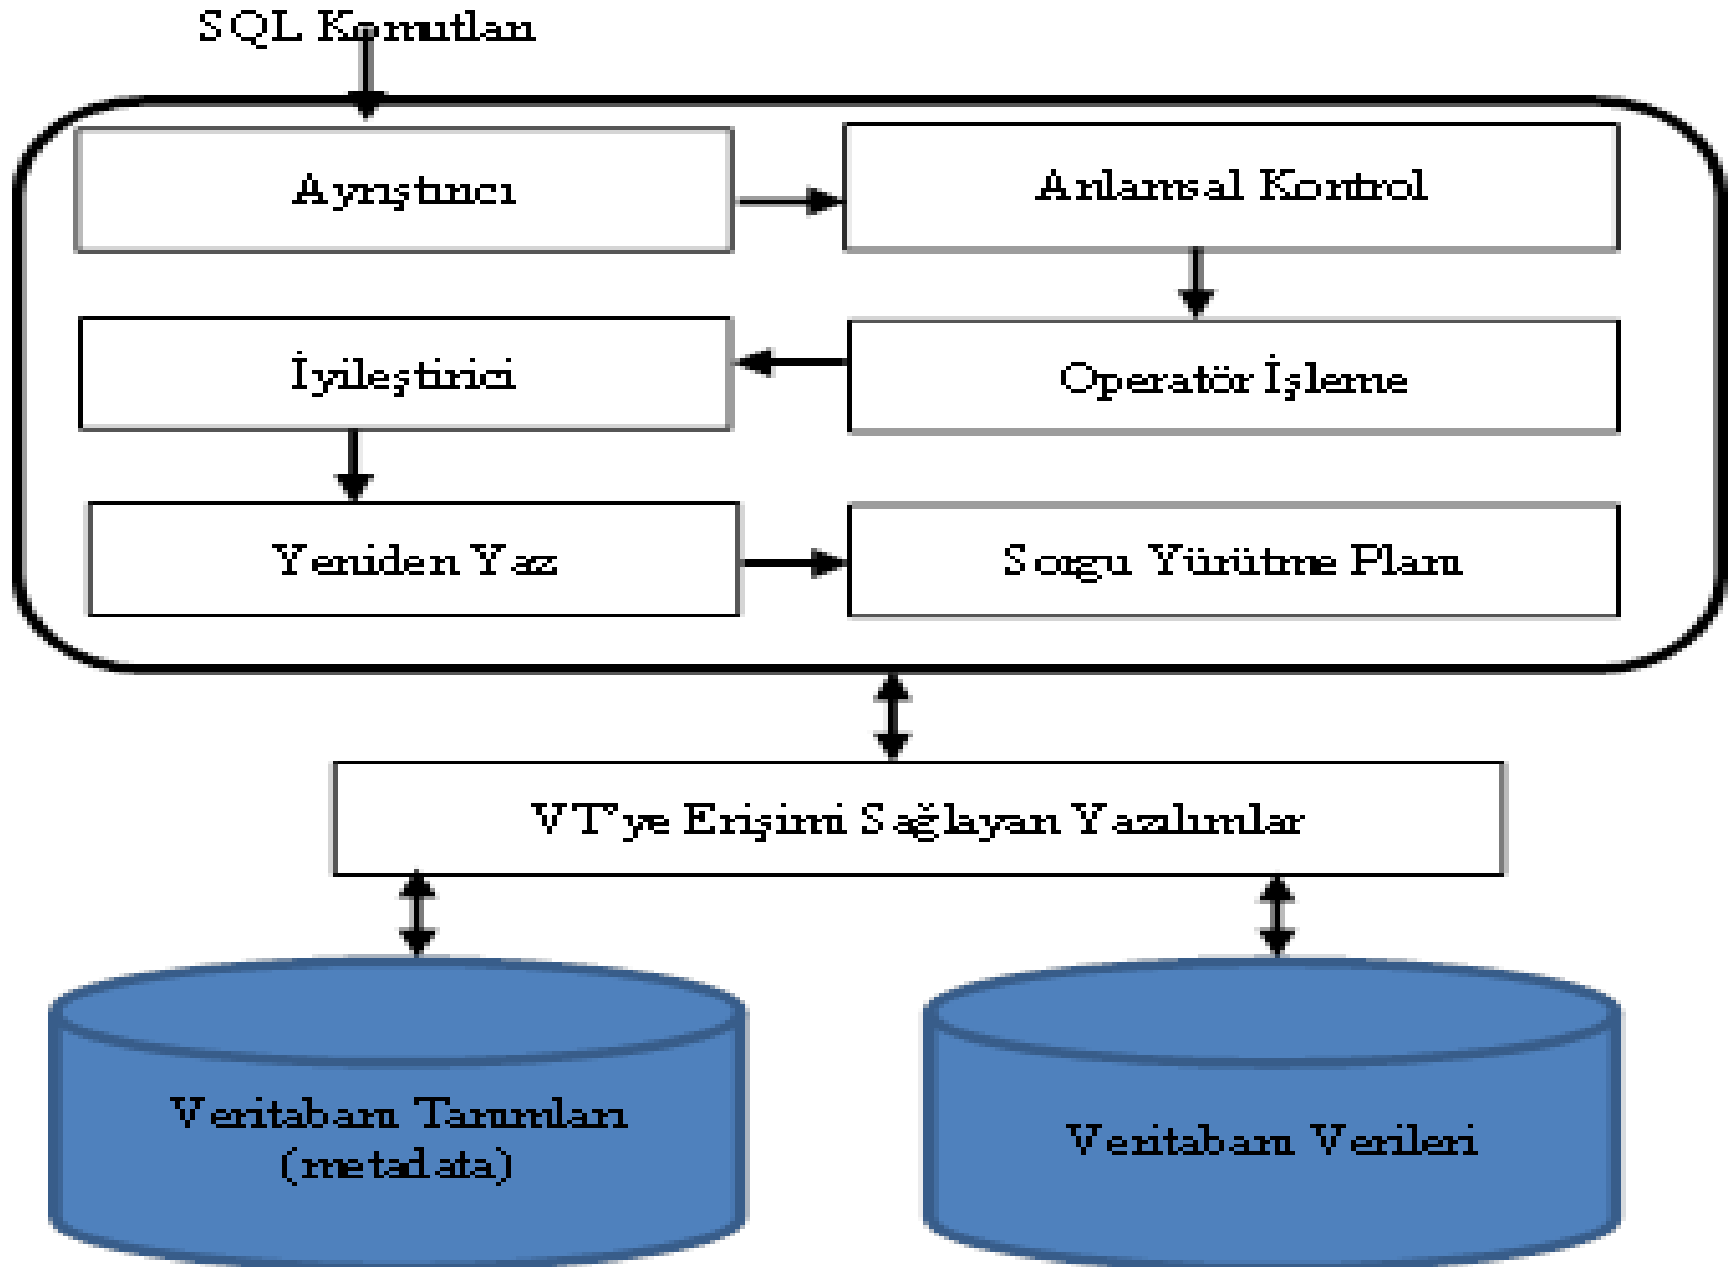 SQL Komutları
Ayrıştırıcı
Anlamsal Kontrol
İyileştirici
Operatör İşleme
Yeniden Yaz
Sorgu Yürütme Planı
VT'ye Erişimi Sağlayan Yazılımlar
Veritabanı Tanımları
(metadata)
Veritabanı Verileri